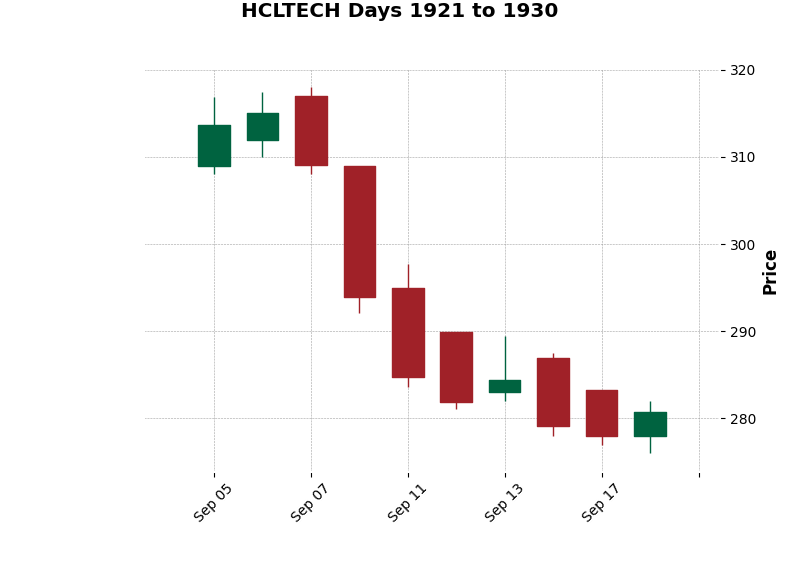 HCLTECH Days 1921 to 1930
320
310
300
290
280
Price
Sep 05
Sep 07
Sep 11
Sep 13
Sep 17